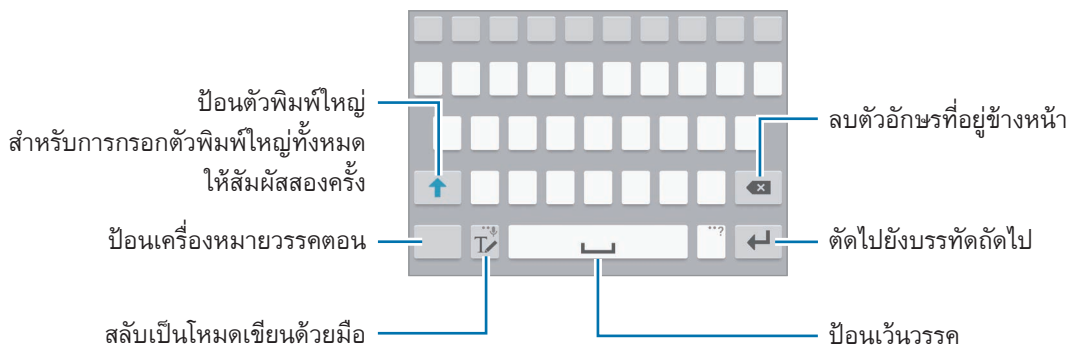 ป้อนตัวพิมพ์ใหญ่
สำหรับการกรอกตัวพิมพ์ใหญ่ทั้งหมด
ให้สัมผัสสองครั้ง
ลบตัวอักษรที่อยู่ข้างหน้า
ป้อนเครื่องหมายวรรคตอน
ตัดไปยังบรรทัดถัดไป
สลับเป็นโหมดเขียนด้วยมือ
ป้อนเว้นวรรค